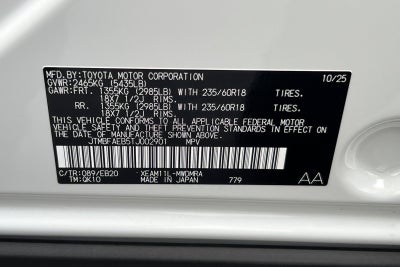 MFD. BY:TOYOTA MOTOR CORPORATION 10/25
GVWR:2465KG (5435LB)
GAWR:FRT. 1355KG (2985LB) WITH 235/60R18 TIRES.
18X7 1/2J RIMS.
RR. 1355KG (2985LB) WITH 235/60R18 TIRES.
18X7 1/2J RIMS.
THIS VEHICLE CONFORMS TO ALL APPLICABLE FEDERAL MOTOR
VEHICLE SAFETY AND THEFT PREVENTION STANDARDS IN EFFECT
ON THE DATE OF MANUFACTURE SHOWN ABOVE.
JTMBFAEB5TJ002901 MPV
C/TR:089/EB20 XEAM11L-MWDMRA
TM:QK10 MADE IN JAPAN 779 AA